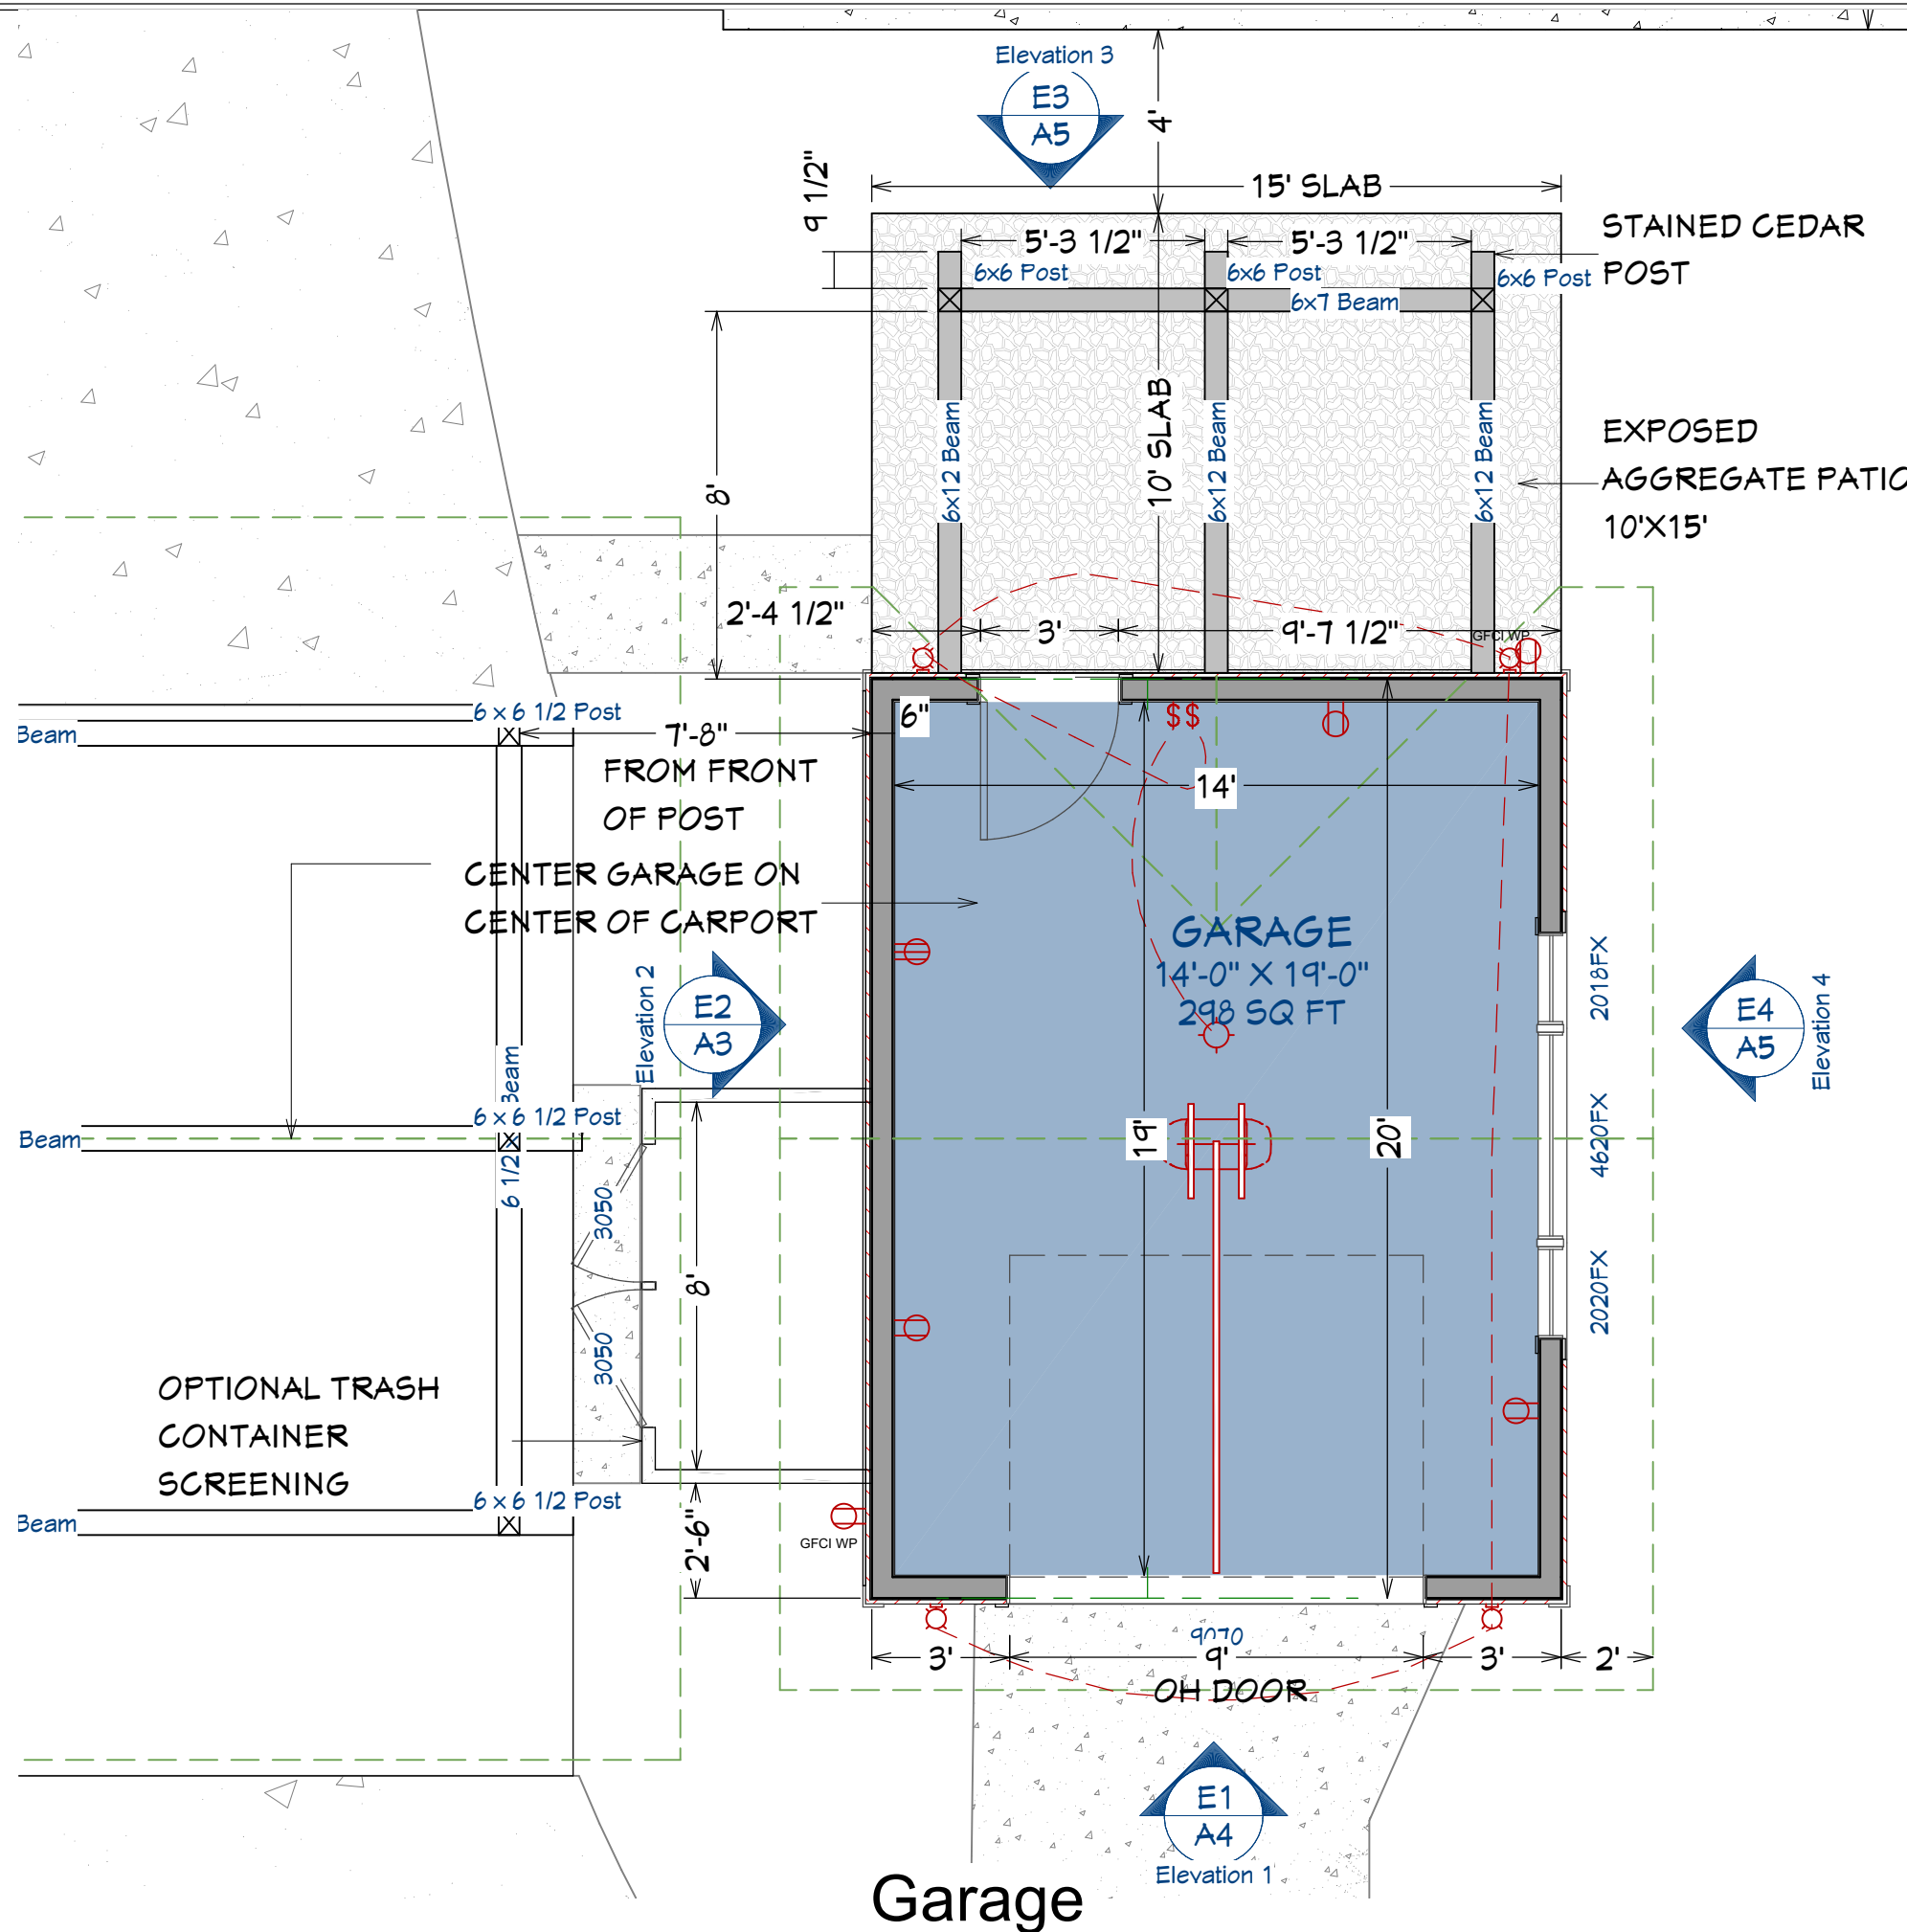 Elevation 3
E3
A5
4'
9 1/2"
15' SLAB
STAINED CEDAR
POST
5'-3 1/2"
5'-3 1/2"
6x6 Post
6x6 Post
6x6 Post
6x7 Beam
8'
6x12 Beam
10' SLAB
6x12 Beam
6x12 Beam
EXPOSED
AGGREGATE PATIO
10'X15'
2'-4 1/2"
3'
9'-7 1/2"
GFCI WP
6 x 6 1/2 Post
Beam
7'-8"
6"
$$
FROM FRONT
OF POST
14'
CENTER GARAGE ON
CENTER OF CARPORT
GARAGE
14'-0" X 19'-0"
298 SQ FT
Elevation 2
E2
A3
2018FX
E4
A5
Elevation 4
Beam
6 1/2
6 x 6 1/2 Post
Beam
19'
20'
4620FX
3050
8'
2020FX
3050
OPTIONAL TRASH
CONTAINER
SCREENING
6 x 6 1/2 Post
Beam
2'-6"
GFCI WP
9070
3'
9'
3'
2'
OH DOOR
E1
A4
Elevation 1
Garage